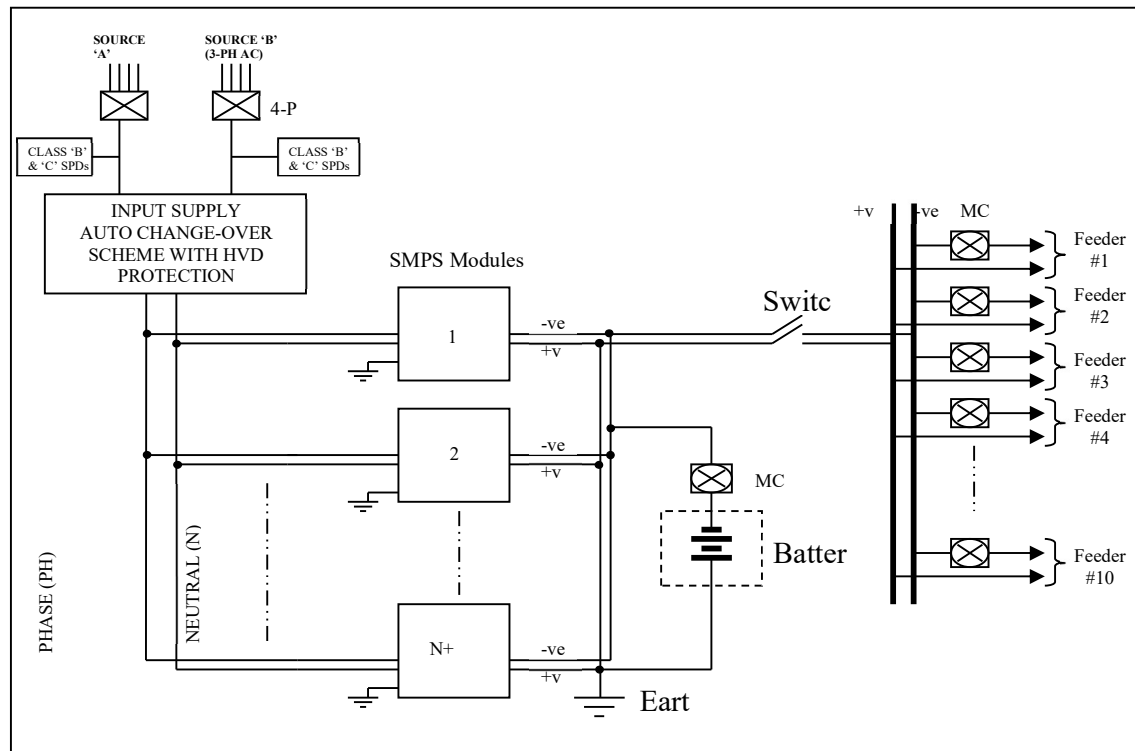 SOURCE
‘A’
SOURCE ‘B’
(3-PH AC)
4-P
CLASS ‘B’
& ‘C’ SPDs
CLASS ‘B’
& ‘C’ SPDs
INPUT SUPPLY
AUTO CHANGE-OVER
SCHEME WITH HVD
PROTECTION
SMPS Modules
1
-ve
+v
2
-ve
+v
N+
-ve
+v
PHASE (PH)
NEUTRAL (N)
Switc
MC
Batter
Eart
+v
-ve
MC
Feeder
#1
Feeder
#2
Feeder
#3
Feeder
#4
Feeder
#10